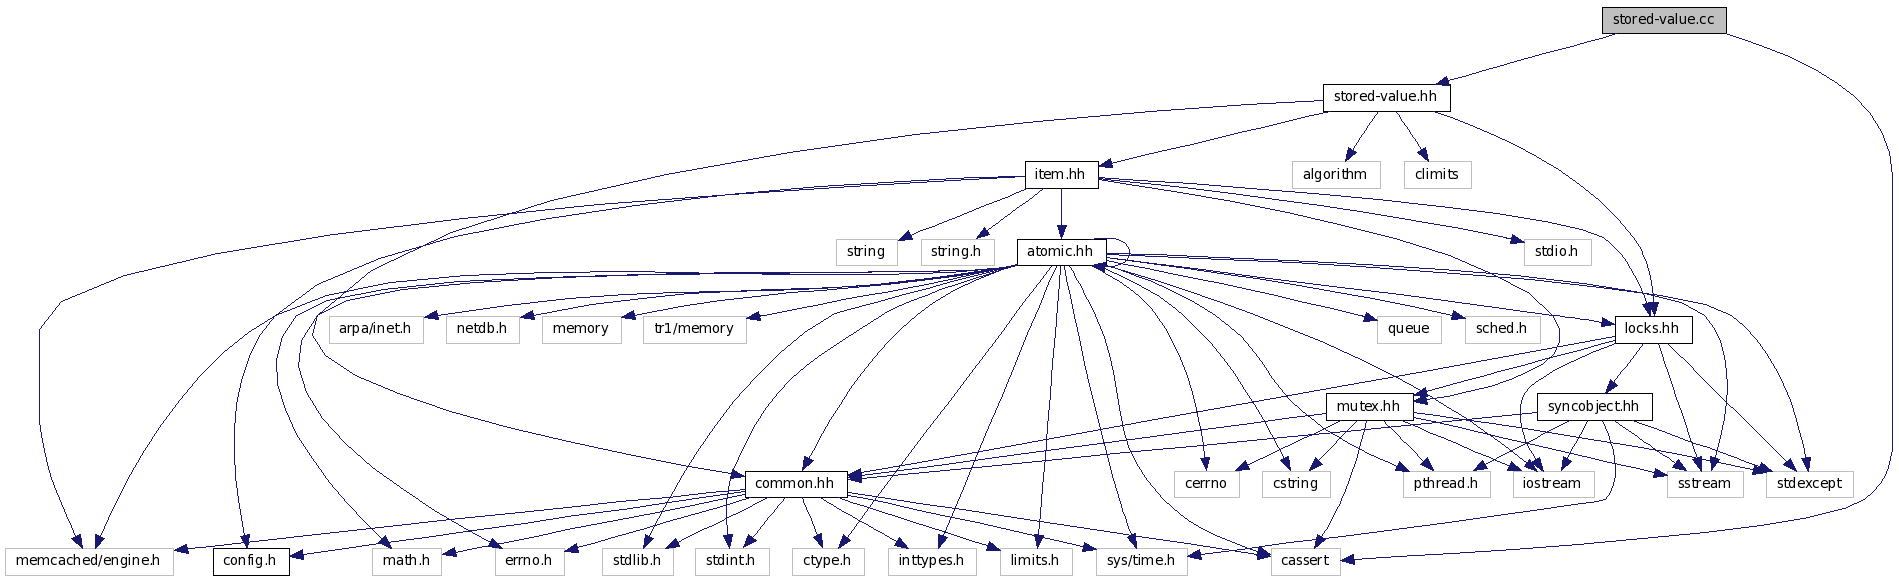 stored-value.cc
stored-value.hh
item.hh
algorithm
climits
string
string.h
atomic.hh
stdio.h
arpa/inet.h
netdb.h
memory
tr1/memory
queue
sched.h
locks.hh
mutex.hh
syncobject.hh
common.hh
cerrno
cstring
pthread.h
iostream
sstream
stdexcept
memcached/engine.h
config.h
math.h
errno.h
stdlib.h
stdint.h
ctype.h
inttypes.h
limits.h
sys/time.h
cassert